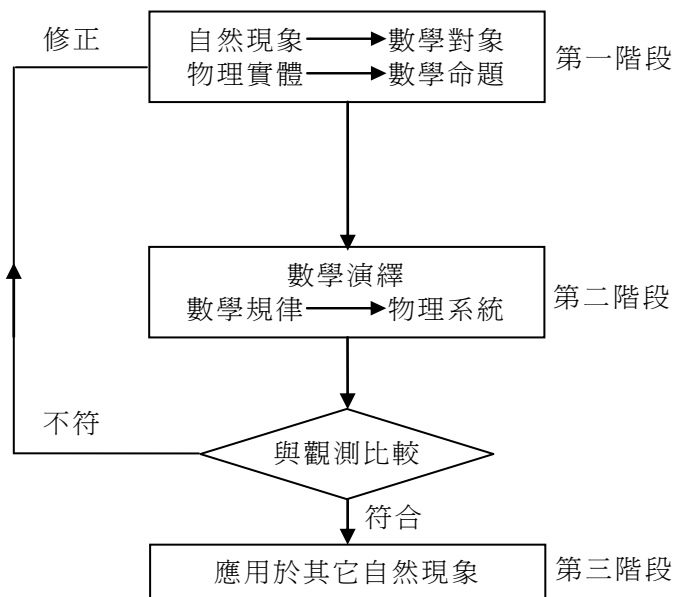 修正
自然現象 數學對象
物理實體 數學命題
第一階段
數學演繹
數學規律 物理系統
第二階段
不符
與觀測比較
符合
應用於其它自然現象
第三階段